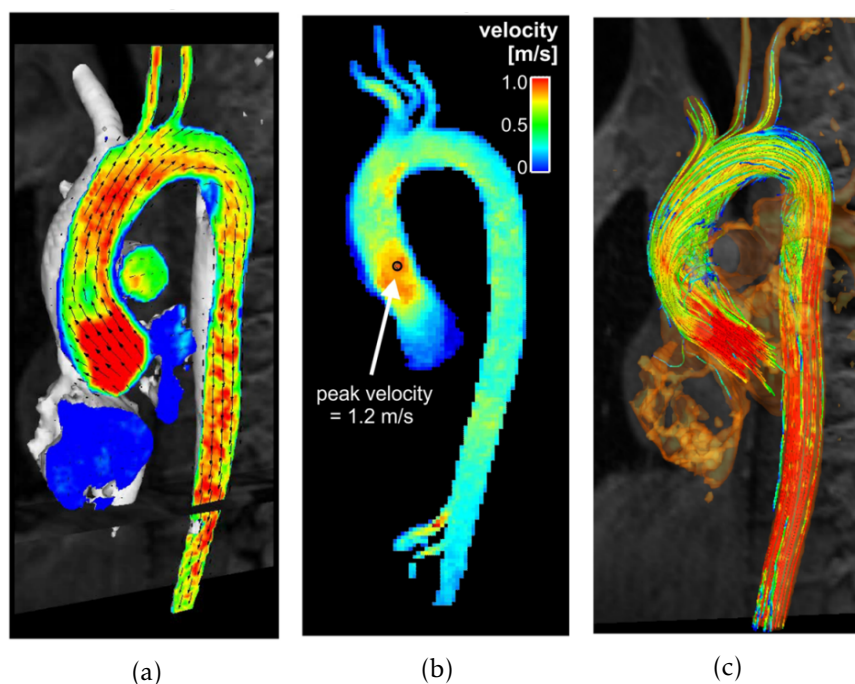 velocity
[m/s]
1.0
0.5
0
peak velocity
= 1.2 m/s
(a)
(b)
(c)